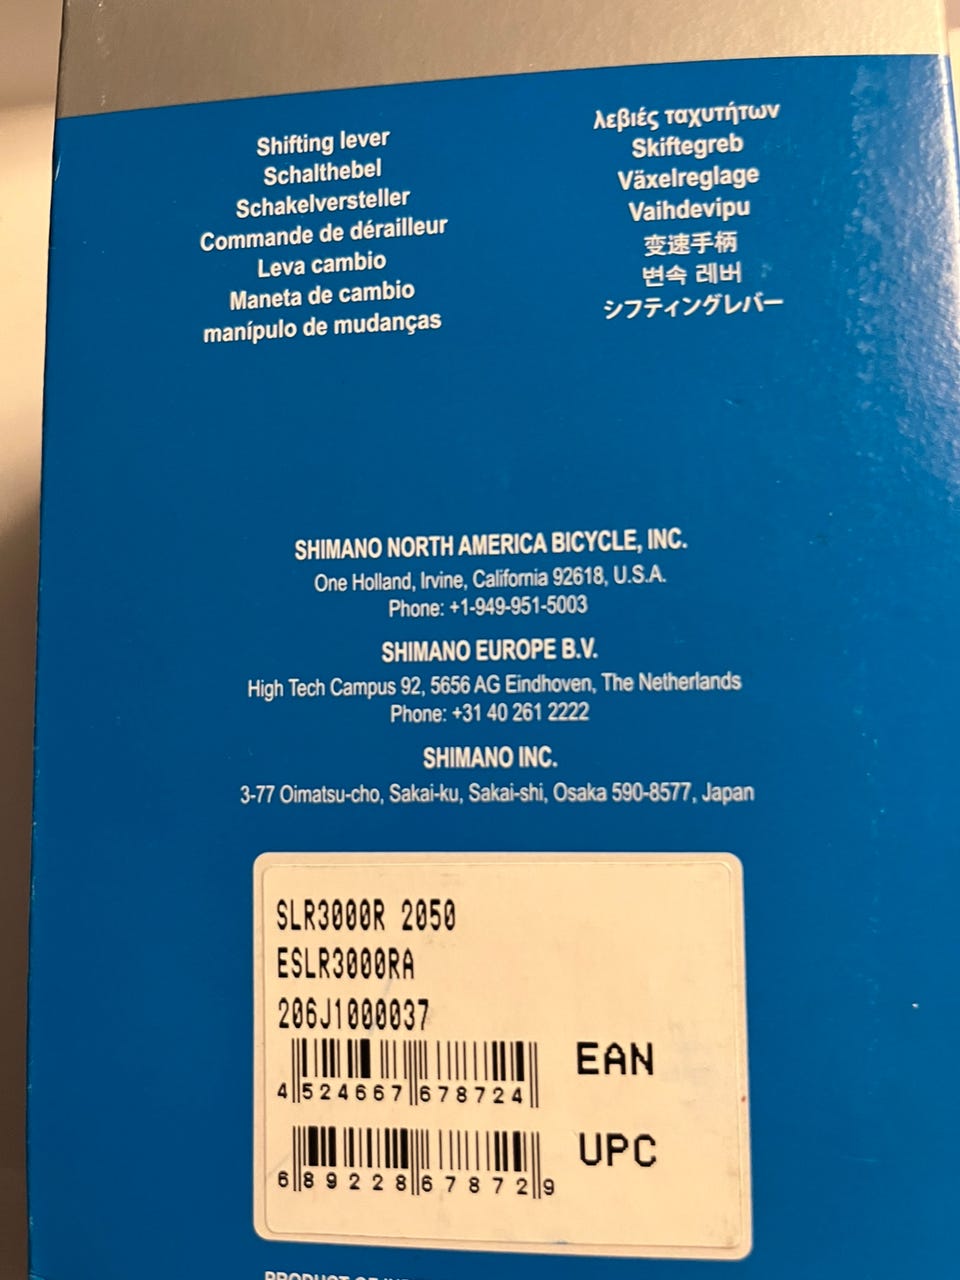 Shifting lever
Schalthebel
Schakelversteller
Commande de dérailleur
Leva cambio
Maneta de cambio
manípulo de mudanças
λεβιές ταχυτήτων
Skiftegreb
Växelreglage
Vaihdevipu
变速手柄
변속 레버
シフティングレバー
SHIMANO NORTH AMERICA BICYCLE, INC.
One Holland, Irvine, California 92618, U.S.A.
Phone: +1-949-951-5003
SHIMANO EUROPE B.V.
High Tech Campus 92, 5656 AG Eindhoven, The Netherlands
Phone: +31 40 261 2222
SHIMANO INC.
3-77 Oimatsu-cho, Sakai-ku, Sakai-shi, Osaka 590-8577, Japan
SLR3000R 2050
ESLR3000RA
206J1000037
4 524667 678724
EAN
6 89228 67872 9
UPC
PRODUCT OF